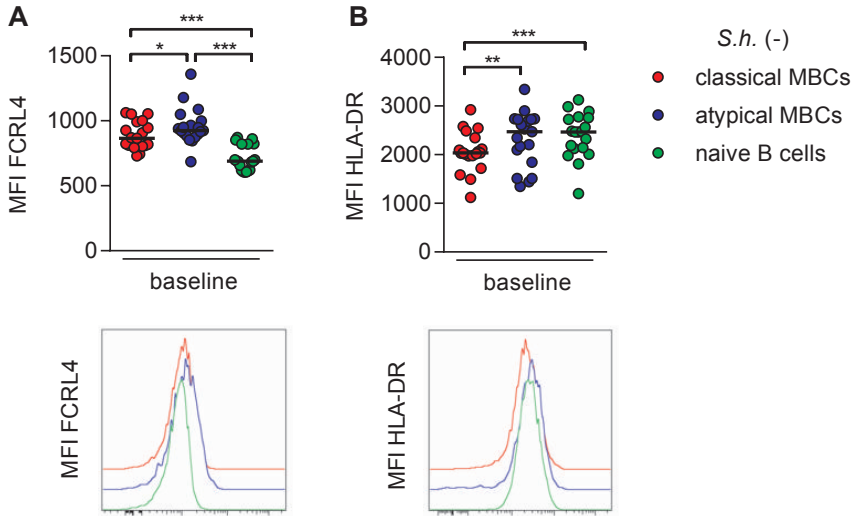 A
***
*
***
1500
1000
500
0
MFI FCRL4
baseline
B
***
**
4000
3000
2000
1000
0
MFI HLA-DR
baseline
S.h. (-)
classical MBCs
atypical MBCs
naive B cells
MFI FCRL4
MFI HLA-DR